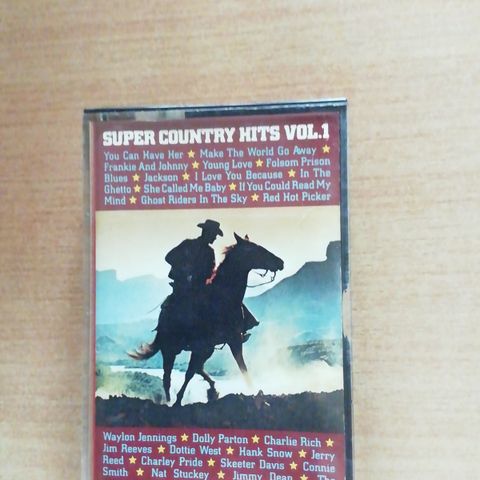 SUPER COUNTRY HITS VOL.1
You Can Have Her ★ Make The World Go Away ★
Frankie And Johnny ★ Young Love ★ Folsom Prison
Blues ★ Jackson ★ I Love You Because ★ In The
Ghetto ★ She Called Me Baby ★ If You Could Read My
Mind ★ Ghost Riders In The Sky ★ Red Hot Picker
Waylon Jennings ★ Dolly Parton ★ Charlie Rich ★
Jim Reeves ★ Dottie West ★ Hank Snow ★ Jerry
Reed ★ Charley Pride ★ Skeeter Davis ★ Connie
Smith ★ Nat Stuckey ★ Jimmy Dean ★ The